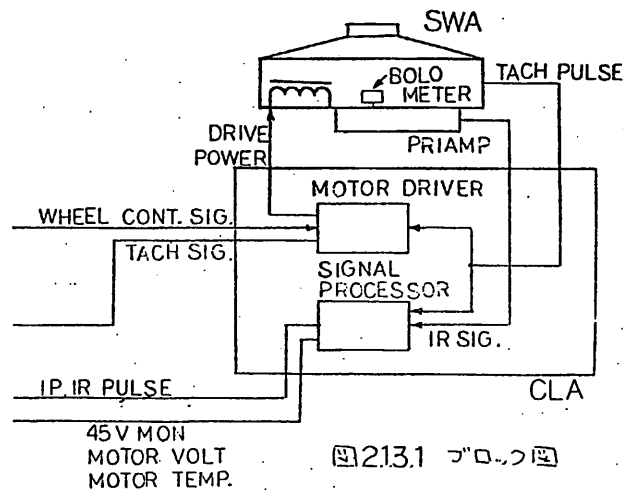 SWA
BOLO
METER
TACH PULSE
DRIVE
POWER
PRIAMP
MOTOR DRIVER
WHEEL CONT. SIG.
TACH SIG.
SIGNAL
PROCESSOR
IR SIG.
IP, IR PULSE
CLA
45V MON
MOTOR VOLT
MOTOR TEMP.
図2.13.1 ブロック図